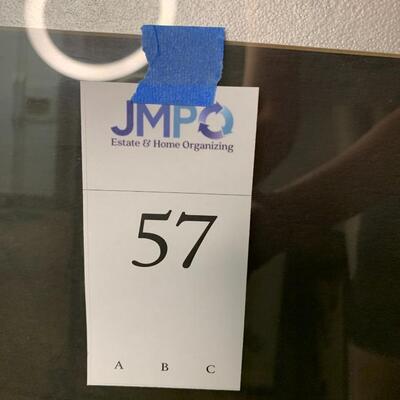 JMPO
Estate & Home Organizing
57
A B C